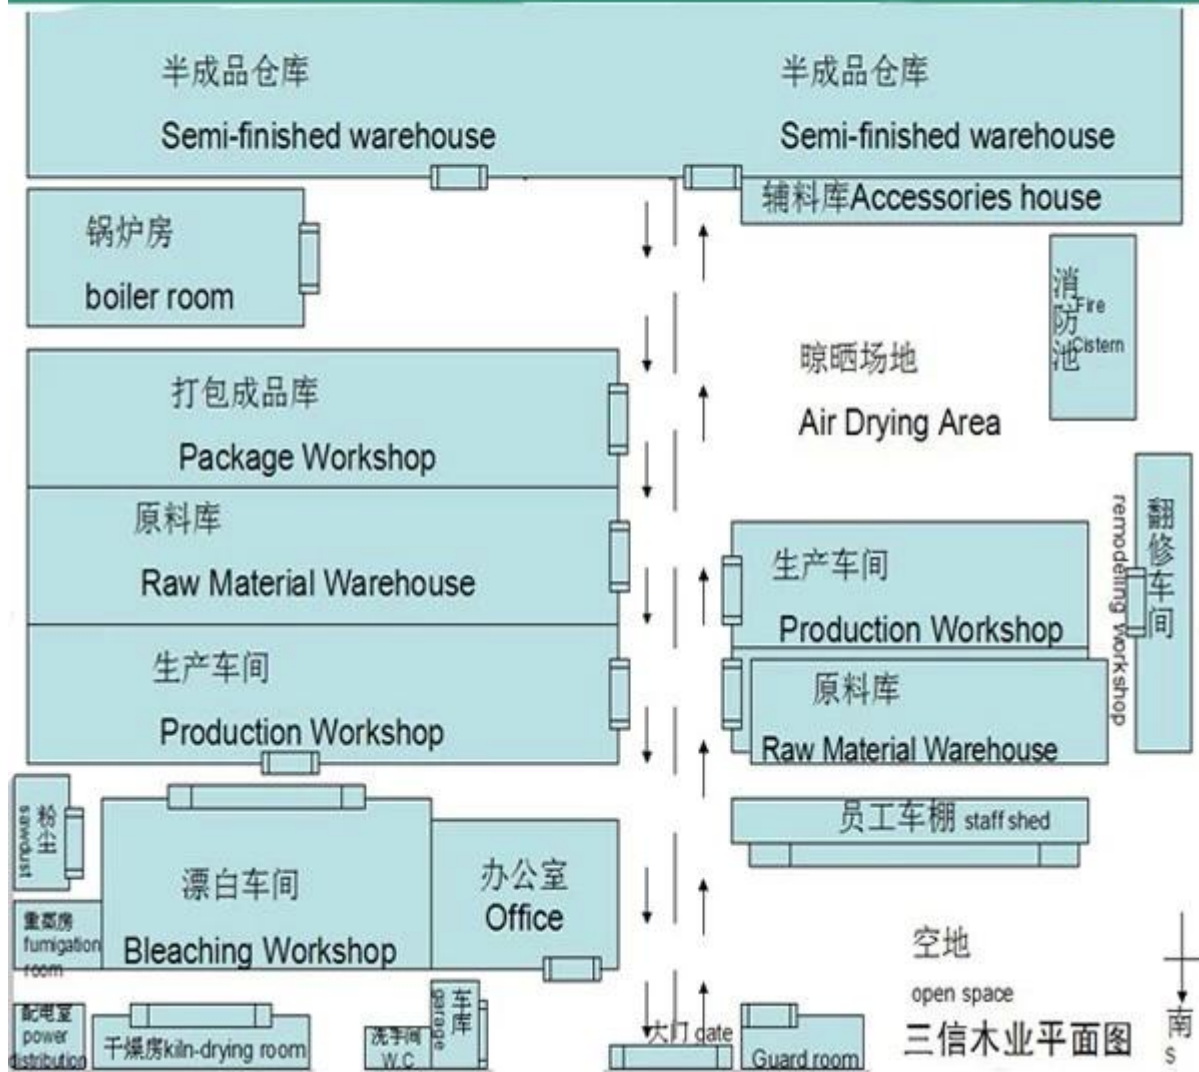 半成品仓库
Semi-finished warehouse
半成品仓库
Semi-finished warehouse
辅料库Accessories house
锅炉房
boiler room
消防池
Fire
Cistern
晾晒场地
Air Drying Area
打包成品库
Package Workshop
原料库
Raw Material Warehouse
生产车间
Production Workshop
生产车间
Production Workshop
原料库
Raw Material Warehouse
翻修车间
remodeling workshop
员工车棚 staff shed
粉尘
sawdust
漂白车间
Bleaching Workshop
办公室
Office
重蒸房
fumigation
room
空地
open space
配电室
power
distribution
干燥房kiln-drying room
洗手间
W.C
车库
garage
大门 gate
Guard room
三信木业平面图
南
S